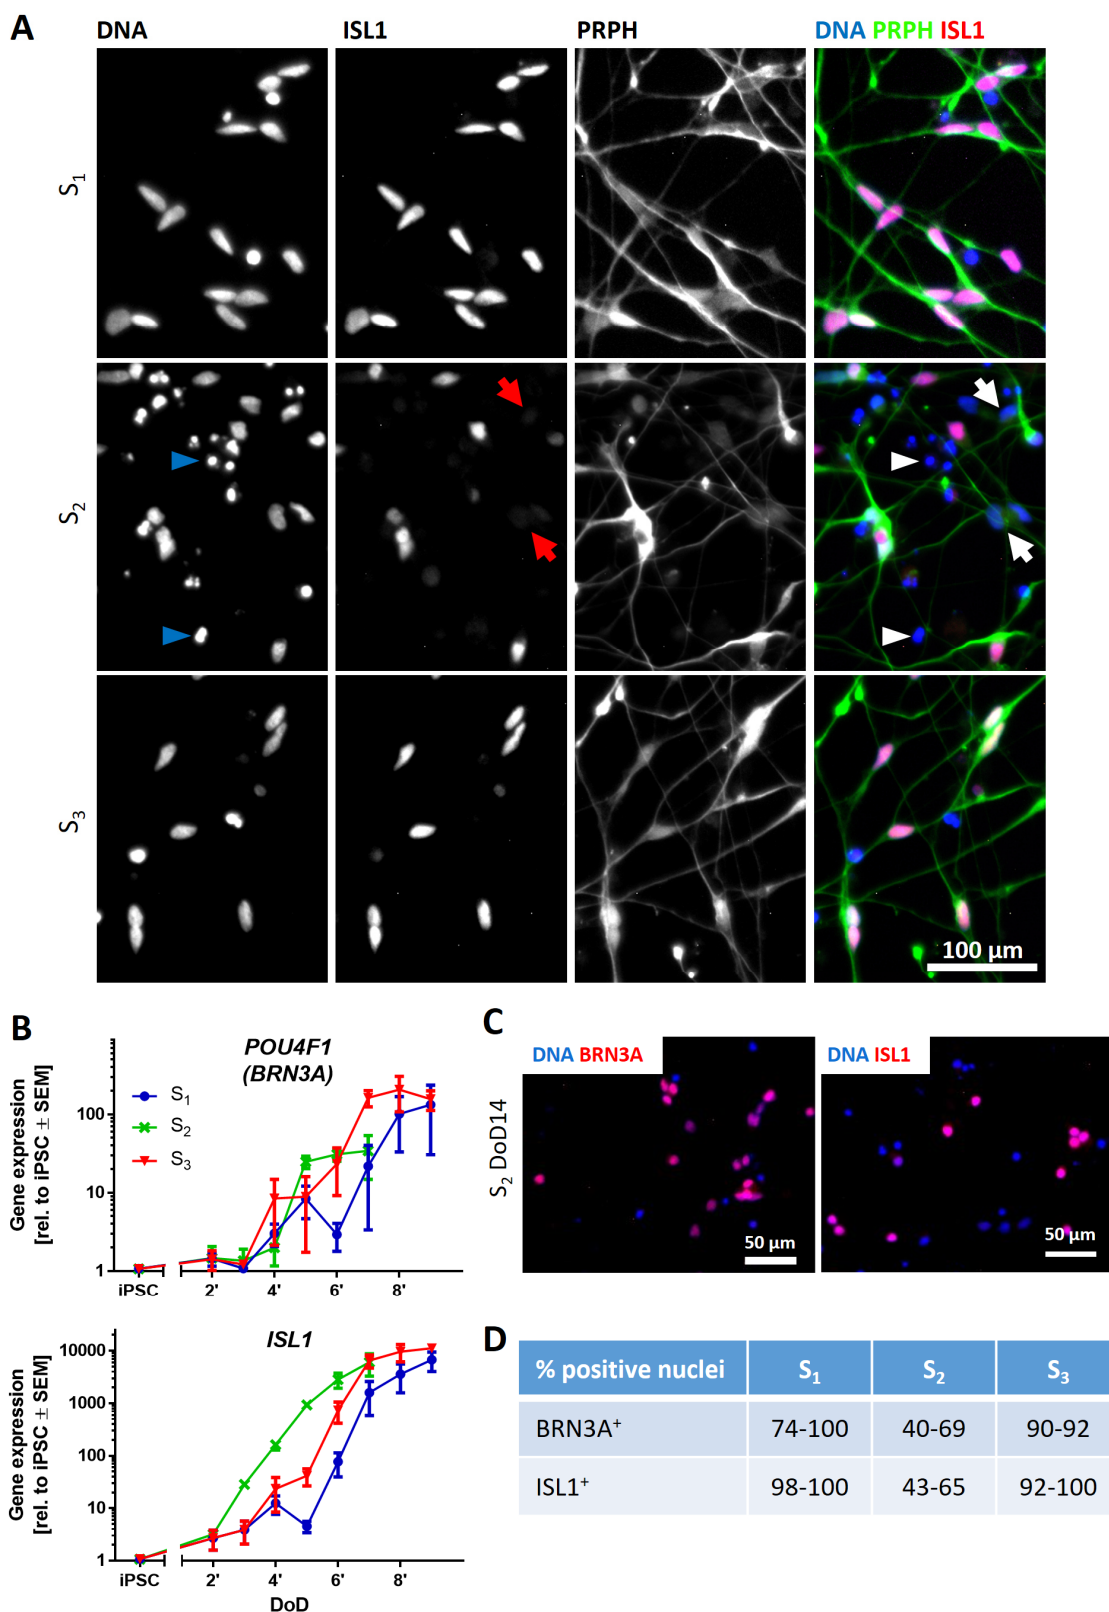 A
DNA
ISL1
PRPH
DNA PRPH ISL1
S1
S2
S3
100 µm
B
POU4F1
(BRN3A)
Gene expression
[rel. to iPSC ± SEM]
100
10
1
S1
S2
S3
iPSC 2' 4' 6' 8'
ISL1
Gene expression
[rel. to iPSC ± SEM]
10000
1000
100
10
1
iPSC 2' 4' 6' 8'
DoD
C
S2 DoD14
DNA BRN3A
50 µm
DNA ISL1
50 µm
D
% positive nuclei S1 S2 S3
BRN3A+ 74-100 40-69 90-92
ISL1+ 98-100 43-65 92-100